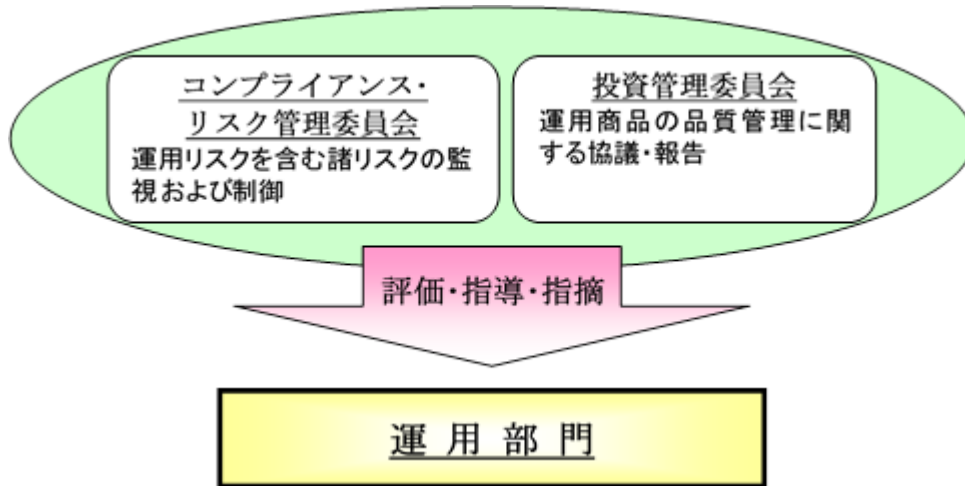 コンプライアンス・
リスク管理委員会
運用リスクを含む諸リスクの監
視および制御
投資管理委員会
運用商品の品質管理に関
する協議・報告
評価・指導・指摘
運用部門